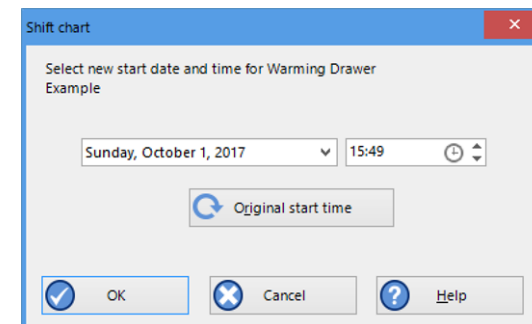 Shift chart
Select new start date and time for Warming Drawer
Example
Sunday, October 1, 2017 15:49
Original start time
OK Cancel Help